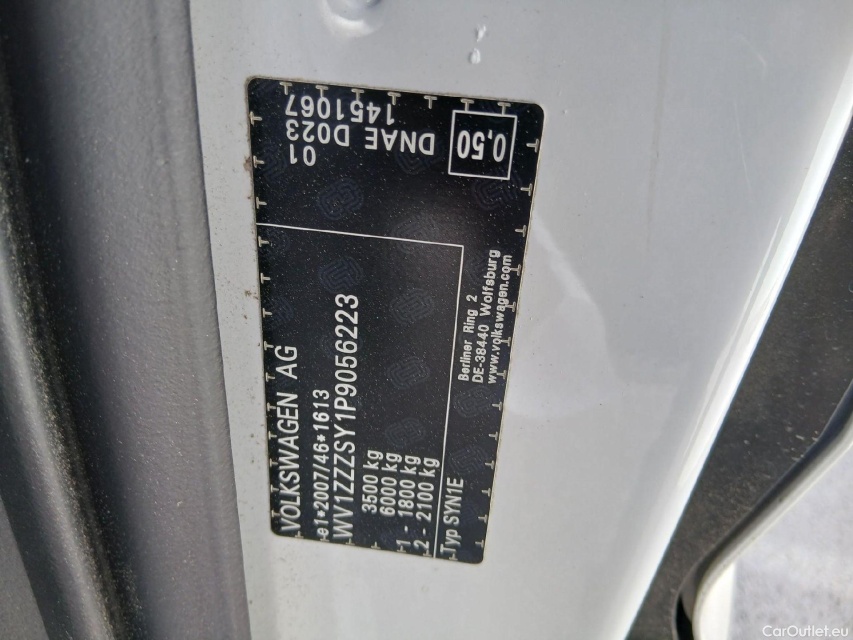 VOLKSWAGEN AG
e1*2007/46*1613
WV1ZZZSY1P9056223
3500 kg
6000 kg
1 - 1800 kg
2 - 2100 kg
Typ SYN1E
Berliner Ring 2
DE-38440 Wolfsburg
www.volkswagen.com
01
DNAE D023
1451067
0,50
CarOutlet.eu